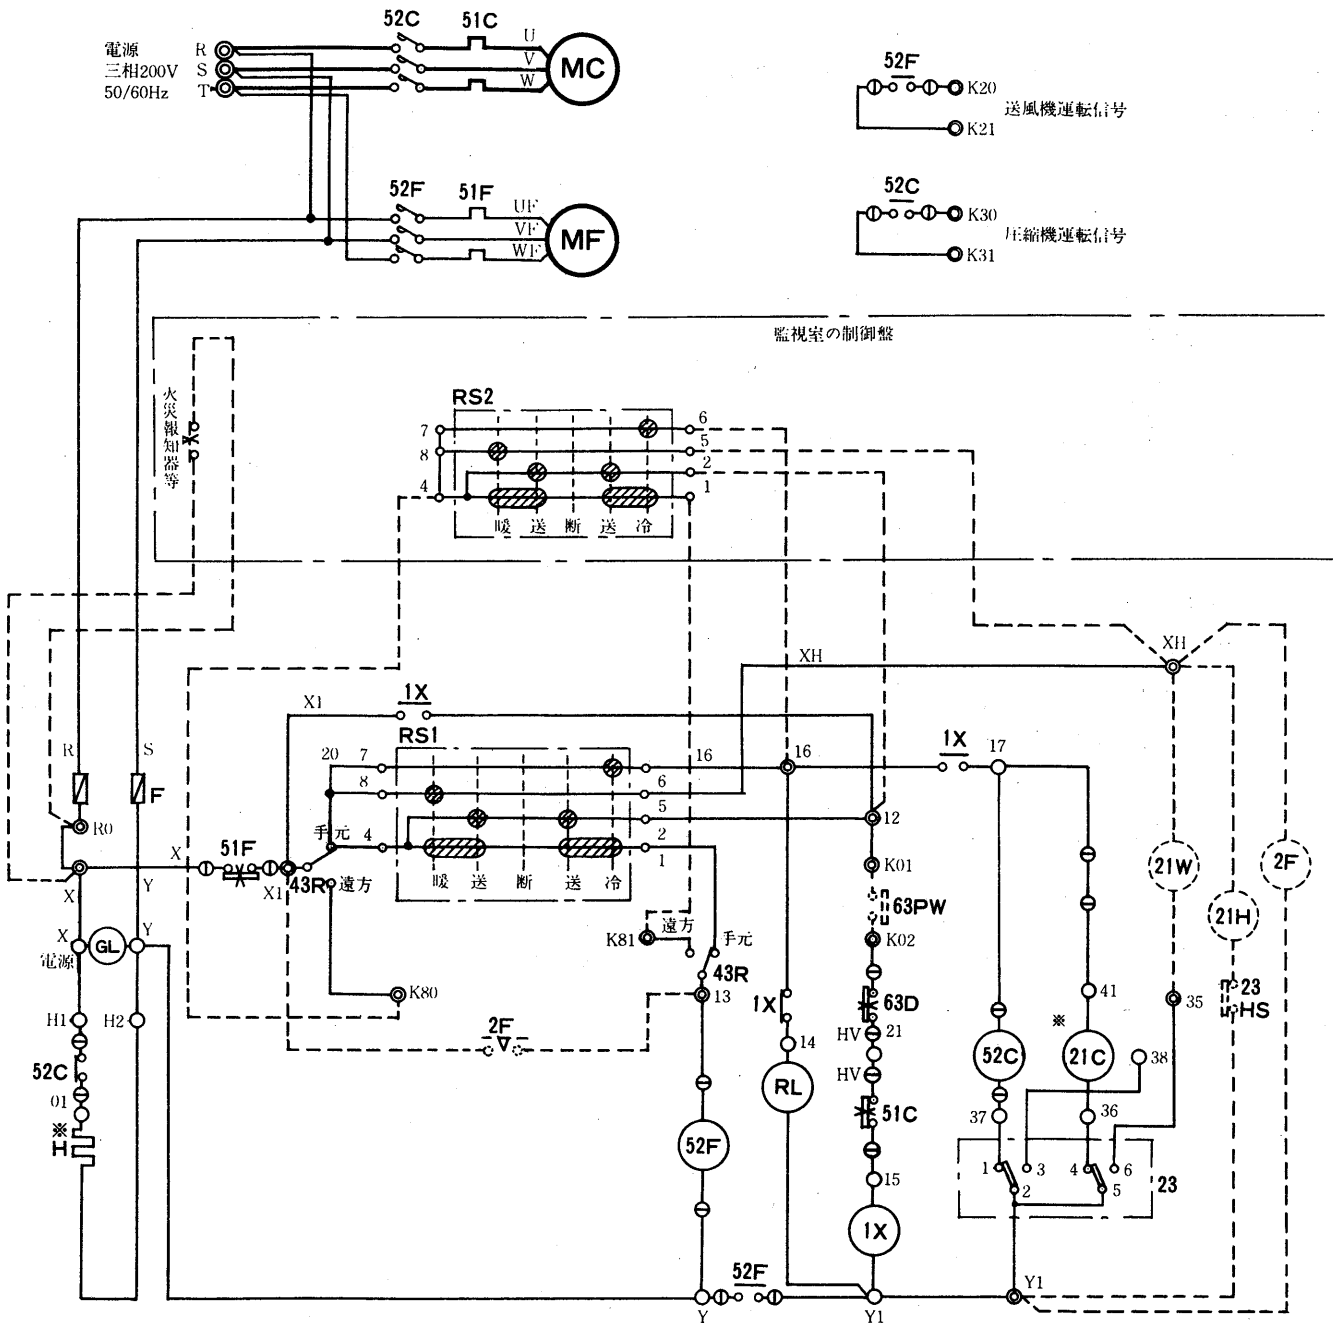 52C 51C
電源
三相200V
50/60Hz
R
S
T
U
V
W
MC
52F
K20
送風機運転信号
K21
52F 51F
UF
VF
WF
MF
52C
K30
圧縮機運転信号
K31
監視室の制御盤
火災報知器等
RS2
7
8
4
6
5
2
1
暖 送 断 送 冷
XH
XH
X1
1X
RS1
R
S
F
R0
20
7
8
手元
4
16
6
5
2
1
暖 送 断 送 冷
16
1X
17
12
X
51F
X1
43R
遠方
K01
63PW
K02
21W
2F
21H
X
Y
X
GL
Y
電源
K81
遠方
手元
43R
13
K80
2F
1X
14
RL
63D
HV
21
HV
51C
15
1X
41
※
52C
21C
38
35
23
HS
H1
H2
52C
01
※
H
52F
37
36
1
3
2
4
6
5
23
52F
Y
Y1
Y1